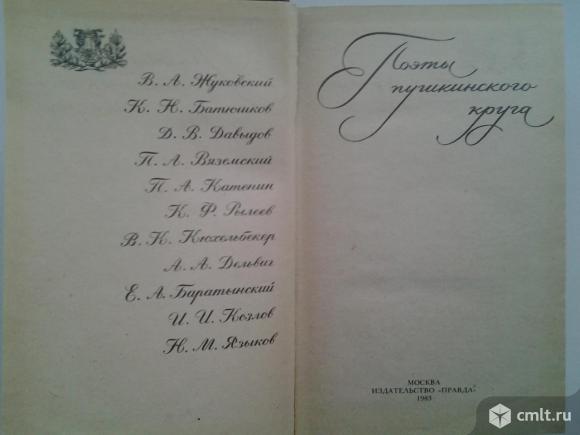 В. А. Жуковский
К. Н. Батюшков
Д. В. Давыдов
П. А. Вяземский
П. А. Катенин
К. Ф. Рылеев
В. К. Кюхельбекер
А. А. Дельвиг
Е. А. Баратынский
И. И. Козлов
Н. М. Языков
Поэты
пушкинского
круга
МОСКВА
ИЗДАТЕЛЬСТВО «ПРАВДА»
1983
cmlt.ru